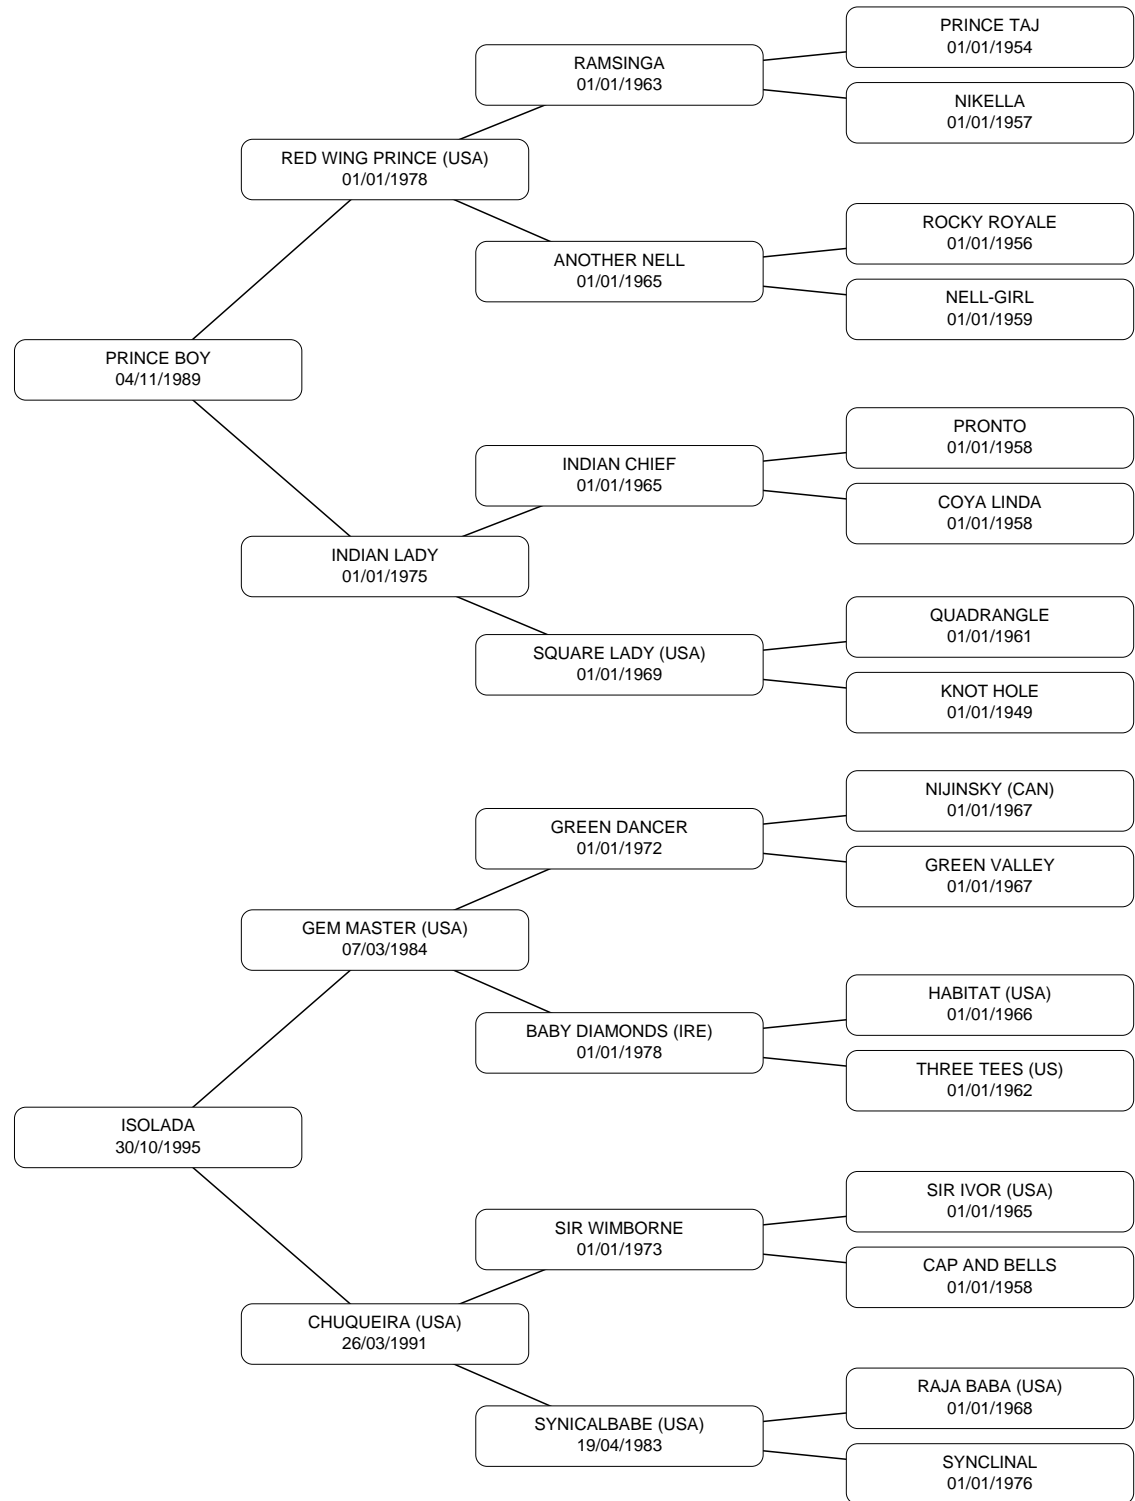 PRINCE TAJ
01/01/1954
RAMSINGA
01/01/1963
NIKELLA
01/01/1957
RED WING PRINCE (USA)
01/01/1978
ROCKY ROYALE
01/01/1956
ANOTHER NELL
01/01/1965
NELL-GIRL
01/01/1959
PRINCE BOY
04/11/1989
PRONTO
01/01/1958
INDIAN CHIEF
01/01/1965
COYA LINDA
01/01/1958
INDIAN LADY
01/01/1975
QUADRANGLE
01/01/1961
SQUARE LADY (USA)
01/01/1969
KNOT HOLE
01/01/1949
NIJINSKY (CAN)
01/01/1967
GREEN DANCER
01/01/1972
GREEN VALLEY
01/01/1967
GEM MASTER (USA)
07/03/1984
HABITAT (USA)
01/01/1966
BABY DIAMONDS (IRE)
01/01/1978
THREE TEES (US)
01/01/1962
ISOLADA
30/10/1995
SIR IVOR (USA)
01/01/1965
SIR WIMBORNE
01/01/1973
CAP AND BELLS
01/01/1958
CHUQUEIRA (USA)
26/03/1991
RAJA BABA (USA)
01/01/1968
SYNICALBABE (USA)
19/04/1983
SYNCLINAL
01/01/1976